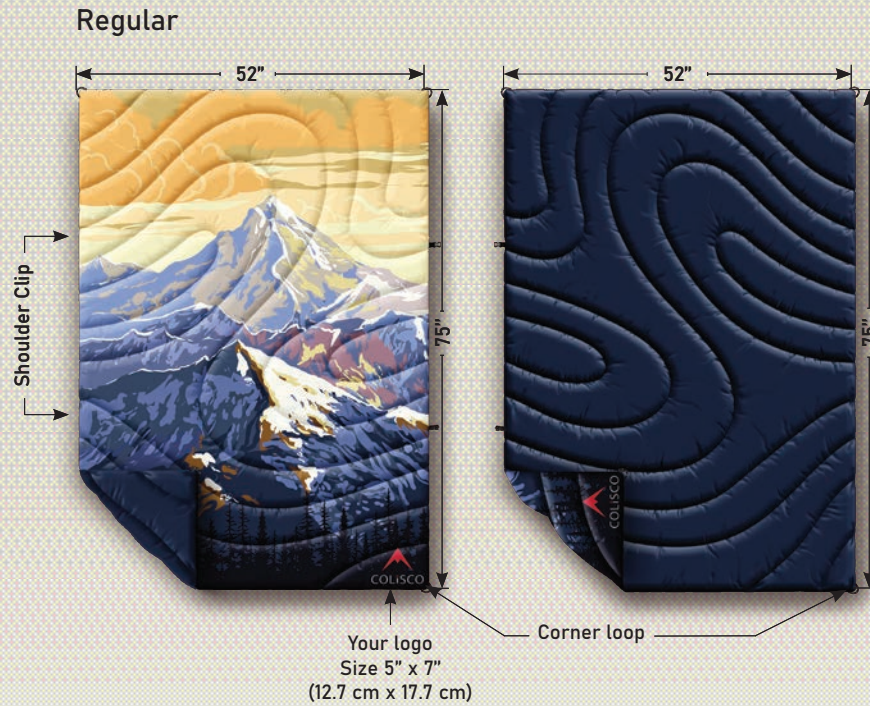 Regular
52”
52”
Shoulder Clip
75”
75”
COLiSCO
COLiSCO
Corner loop
Your logo
Size 5” x 7”
(12.7 cm x 17.7 cm)